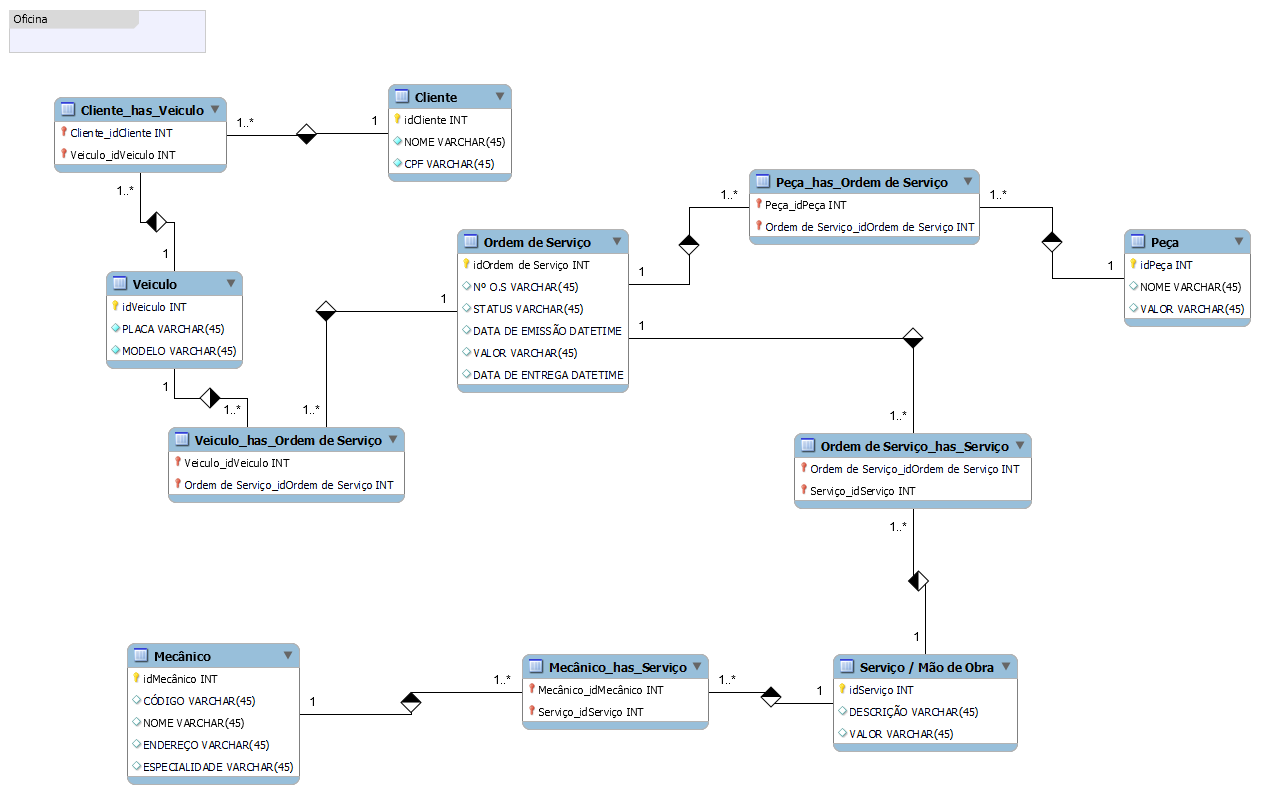 Oficina
Cliente_has_Veiculo
Cliente_idCliente INT
Veiculo_idVeiculo INT
1..*
1
Cliente
idCliente INT
NOME VARCHAR(45)
CPF VARCHAR(45)
1..*
1
Veiculo
idVeiculo INT
PLACA VARCHAR(45)
MODELO VARCHAR(45)
1
1..*
Veiculo_has_Ordem de Serviço
Veiculo_idVeiculo INT
Ordem de Serviço_idOrdem de Serviço INT
1..*
1
Ordem de Serviço
idOrdem de Serviço INT
Nº O.S VARCHAR(45)
STATUS VARCHAR(45)
DATA DE EMISSÃO DATETIME
VALOR VARCHAR(45)
DATA DE ENTREGA DATETIME
1
1..*
Peça_has_Ordem de Serviço
Peça_idPeça INT
Ordem de Serviço_idOrdem de Serviço INT
1..*
1
Peça
idPeça INT
NOME VARCHAR(45)
VALOR VARCHAR(45)
1
1..*
Ordem de Serviço_has_Serviço
Ordem de Serviço_idOrdem de Serviço INT
Serviço_idServiço INT
1..*
1
Mecânico
idMecânico INT
CÓDIGO VARCHAR(45)
NOME VARCHAR(45)
ENDEREÇO VARCHAR(45)
ESPECIALIDADE VARCHAR(45)
1
1..*
Mecânico_has_Serviço
Mecânico_idMecânico INT
Serviço_idServiço INT
1..*
1
Serviço / Mão de Obra
idServiço INT
DESCRIÇÃO VARCHAR(45)
VALOR VARCHAR(45)